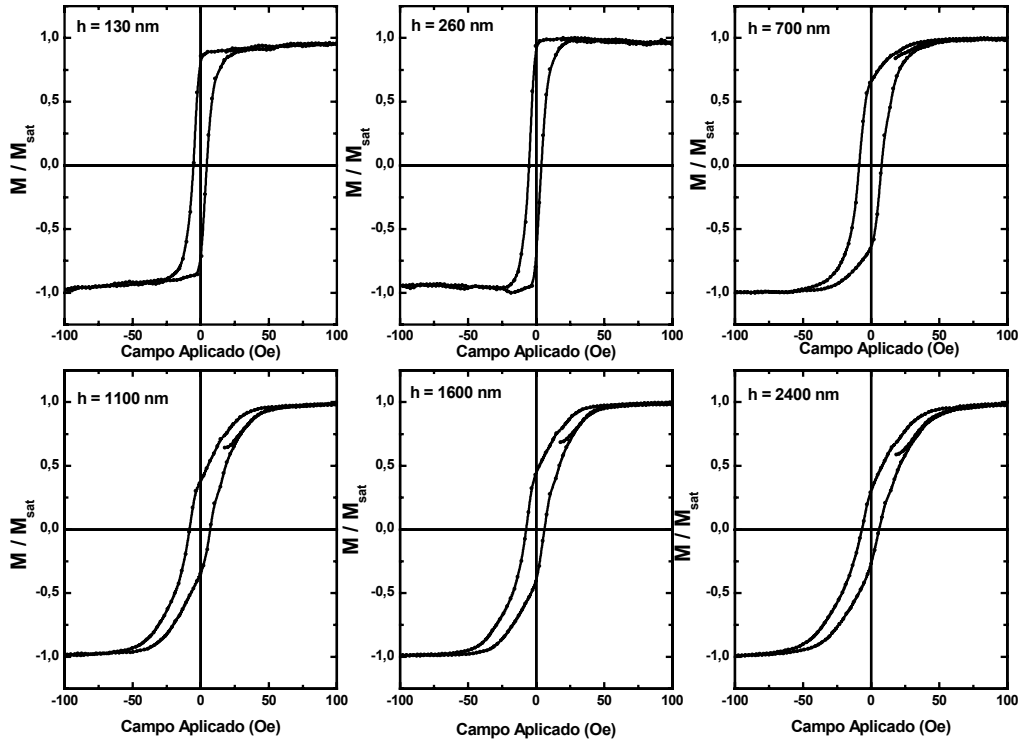 h = 130 nm
1,0
0,5
0,0
-0,5
-1,0
M / Msat
-100 -50 0 50 100
Campo Aplicado (Oe)
h = 260 nm
1,0
0,5
0,0
-0,5
-1,0
M / Msat
-100 -50 0 50 100
Campo Aplicado (Oe)
h = 700 nm
1,0
0,5
0,0
-0,5
-1,0
M / Msat
-100 -50 0 50 100
Campo Aplicado (Oe)
h = 1100 nm
1,0
0,5
0,0
-0,5
-1,0
M / Msat
-100 -50 0 50 100
Campo Aplicado (Oe)
h = 1600 nm
1,0
0,5
0,0
-0,5
-1,0
M / Msat
-100 -50 0 50 100
Campo Aplicado (Oe)
h = 2400 nm
1,0
0,5
0,0
-0,5
-1,0
M / Msat
-100 -50 0 50 100
Campo Aplicado (Oe)